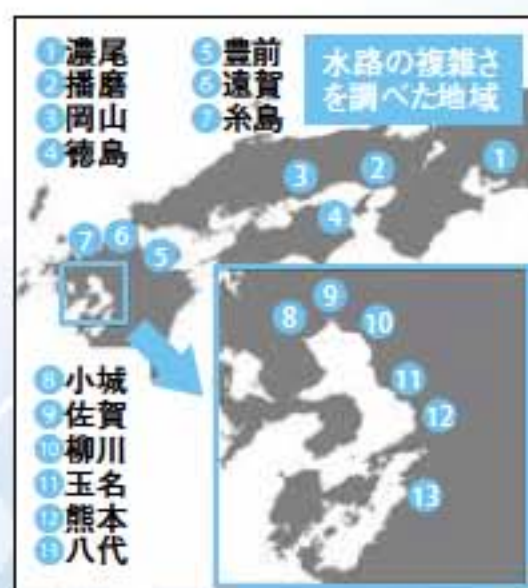 ①濃尾
②播磨
③岡山
④徳島
⑤豊前
⑥遠賀
⑦糸島
水路の複雑さ
を調べた地域
1
2
3
4
5
6
7
⑧小城
⑨佐賀
⑩柳川
⑪玉名
⑫熊本
⑬八代
8
9
10
11
12
13